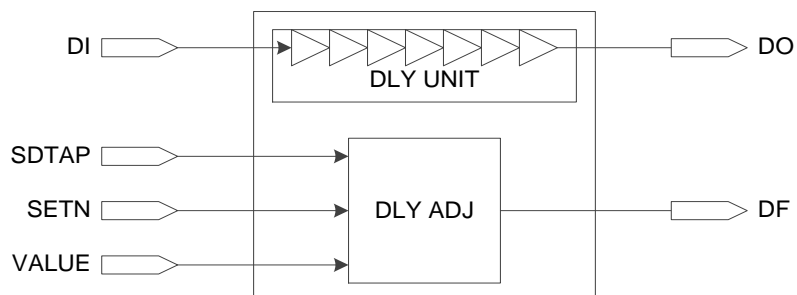 DI
DO
DLY UNIT
SDTAP
SETN
DLY ADJ
DF
VALUE